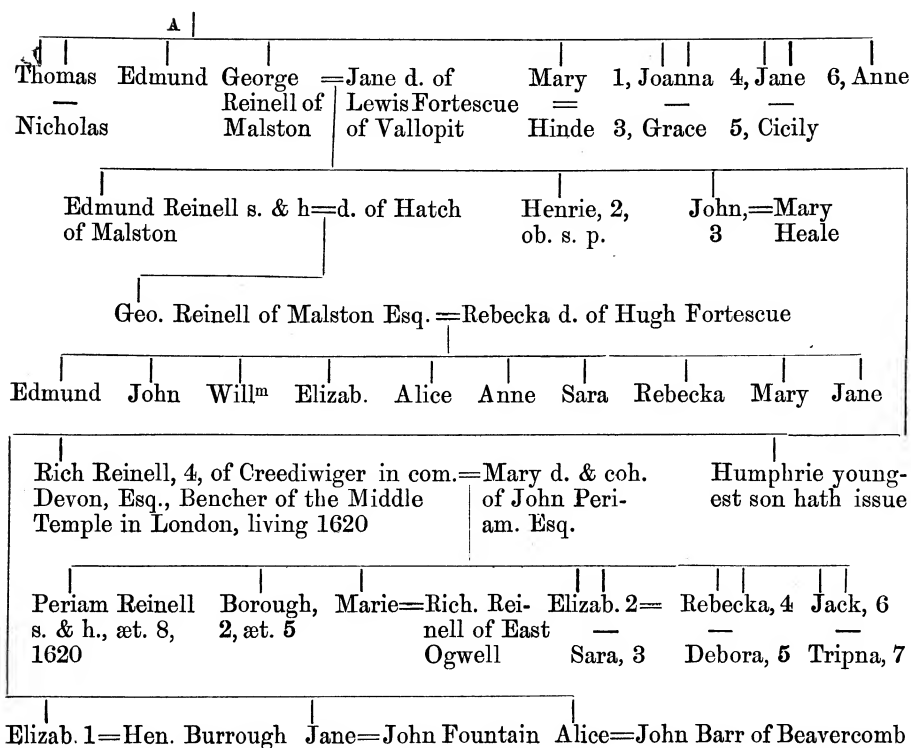 A
Thomas Edmund George =Jane d. of Mary 1, Joanna 4, Jane 6, Anne
— Reinell of Lewis Fortescue = — —
Nicholas Malston of Vallopit Hinde 3, Grace 5, Cicily
Edmund Reinell s. & h=d. of Hatch Henrie, 2, John,=Mary
of Malston ob. s. p. 3 Heale
Geo. Reinell of Malston Esq. =Rebecka d. of Hugh Fortescue
Edmund John Willm Elizab. Alice Anne Sara Rebecka Mary Jane
Rich Reinell, 4, of Creediwiger in com.=Mary d. & coh. Humphrie young-
Devon, Esq., Bencher of the Middle of John Peri- est son hath issue
Temple in London, living 1620 am. Esq.
Periam Reinell Borough, Marie=Rich. Rei- Elizab. 2= Rebecka, 4 Jack, 6
s. & h., æt. 8, 2, æt. 5 nell of East — — —
1620 Ogwell Sara, 3 Debora, 5 Tripna, 7
Elizab. 1=Hen. Burrough Jane=John Fountain Alice=John Barr of Beavercomb